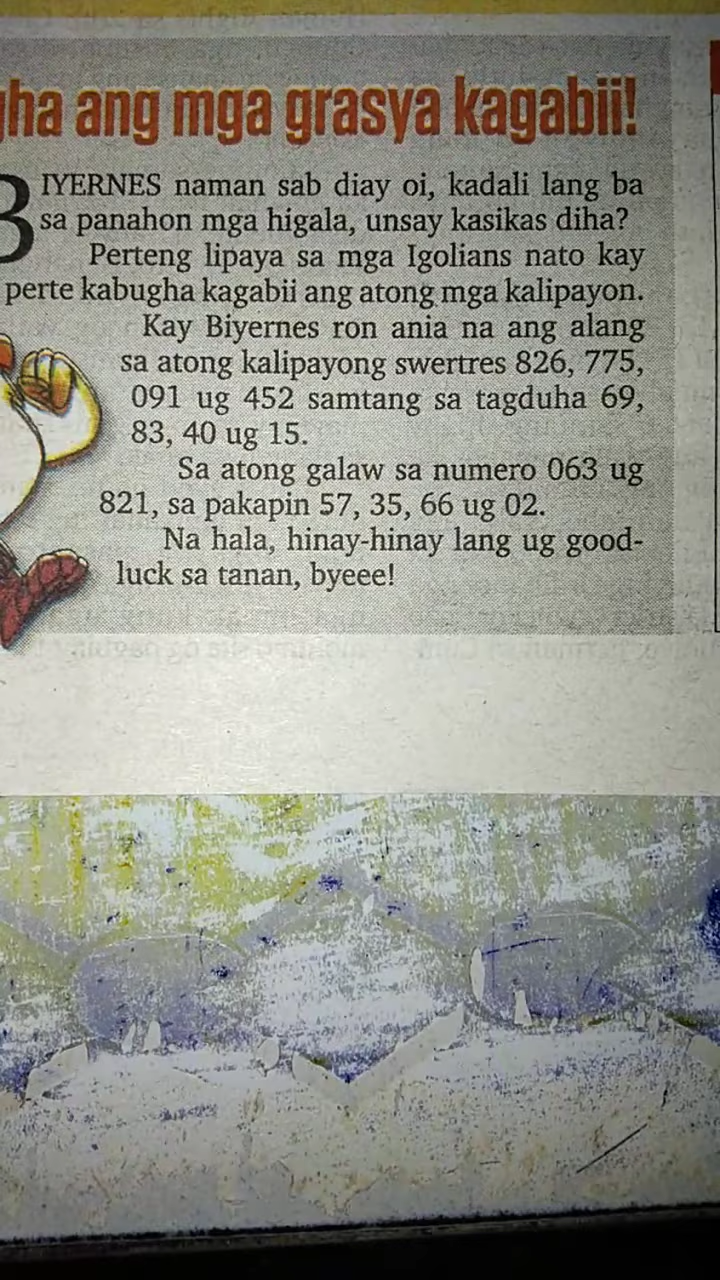 ang mga grasya kagabii!
BIYERNES naman sab diay oi, kadali lang ba
sa panahon mga higala, unsay kasikas diha?
Perteng lipaya sa mga Igolians nato kay
perte kabugha kagabii ang atong mga kalipayon.
Kay Biyernes ron ania na ang alang
sa atong kalipayong swertres 826, 775,
091 ug 452 samtang sa tagduha 69,
83, 40 ug 15.
Sa atong galaw sa numero 063 ug
821, sa pakapin 57, 35, 66 ug 02.
Na hala, hinay-hinay lang ug good-
luck sa tanan, byeee!